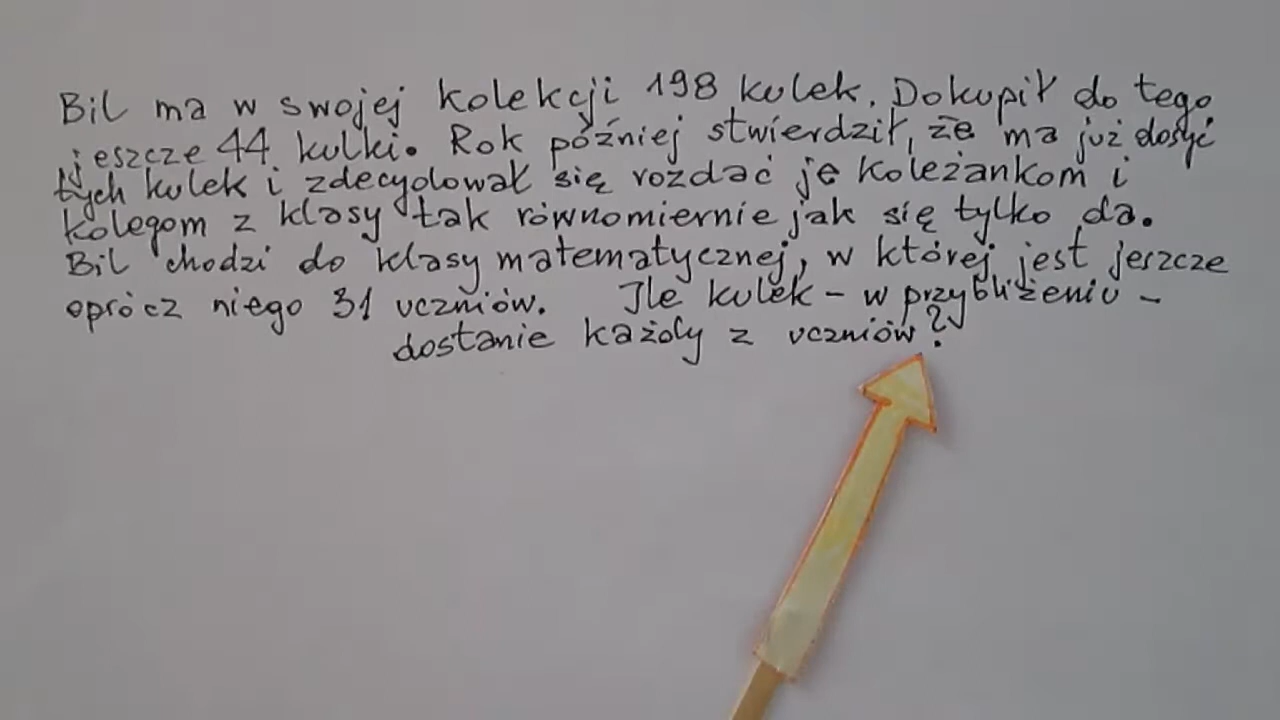 Bil ma w swojej kolekcji 198 kulek. Dokupił do tego
jeszcze 44 kulki. Rok później stwierdził, że ma już dosyć
tych kulek i zdecydował się rozdać je koleżankom i
kolegom z klasy tak równomiernie jak się tylko da.
Bil chodzi do klasy matematycznej, w której jest jeszcze
oprócz niego 31 uczniów. Ile kulek - w przybliżeniu -
dostanie każdy z uczniów?